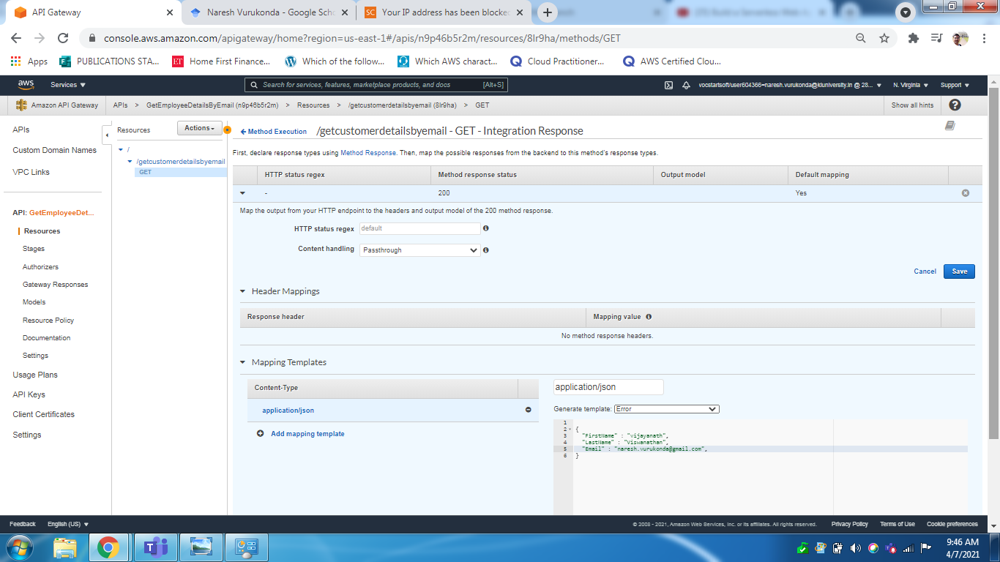 API Gateway
Naresh Vurukonda - Google Scho
SC Your IP address has been blocked
console.aws.amazon.com/apigateway/home?region=us-east-1#/apis/n9p46b5r2m/resources/8lr9ha/methods/GET
Apps PUBLICATIONS STA... ET Home First Finance... Which of the follow... Which AWS charact... Cloud Practitioner... AWS Certified Clou...
aws Services Search for services, features, marketplace products, and docs [Alt+S] vocstartsoft/user604366=naresh.vurukonda@kluniversity.in @ 28... N. Virginia Support
Amazon API Gateway APIs > GetEmployeeDetailsByEmail (n9p46b5r2m) > Resources > /getcustomerdetailsbyemail (8lr9ha) > GET Show all hints ?
APIs
Custom Domain Names
VPC Links
API: GetEmployeeDet...
Resources
Stages
Authorizers
Gateway Responses
Models
Resource Policy
Documentation
Settings
Usage Plans
API Keys
Client Certificates
Settings
Resources Actions
/
/getcustomerdetailsbyemail
GET
Method Execution /getcustomerdetailsbyemail - GET - Integration Response
First, declare response types using Method Response. Then, map the possible responses from the backend to this method's response types.
HTTP status regex Method response status Output model Default mapping
- 200 Yes
Map the output from your HTTP endpoint to the headers and output model of the 200 method response.
HTTP status regex default
Content handling Passthrough
Cancel Save
Header Mappings
Response header Mapping value
No method response headers.
Mapping Templates
Content-Type
application/json
Add mapping template
application/json
Generate template: Error
1
2 {
3 "FirstName" : "vijayanath",
4 "LastName" : "Viswanathan",
5 "Email" : "naresh.vurukonda@gmail.com",
6 }
Feedback English (US) © 2008 - 2021, Amazon Web Services, Inc. or its affiliates. All rights reserved. Privacy Policy Terms of Use Cookie preferences
9:46 AM
4/7/2021